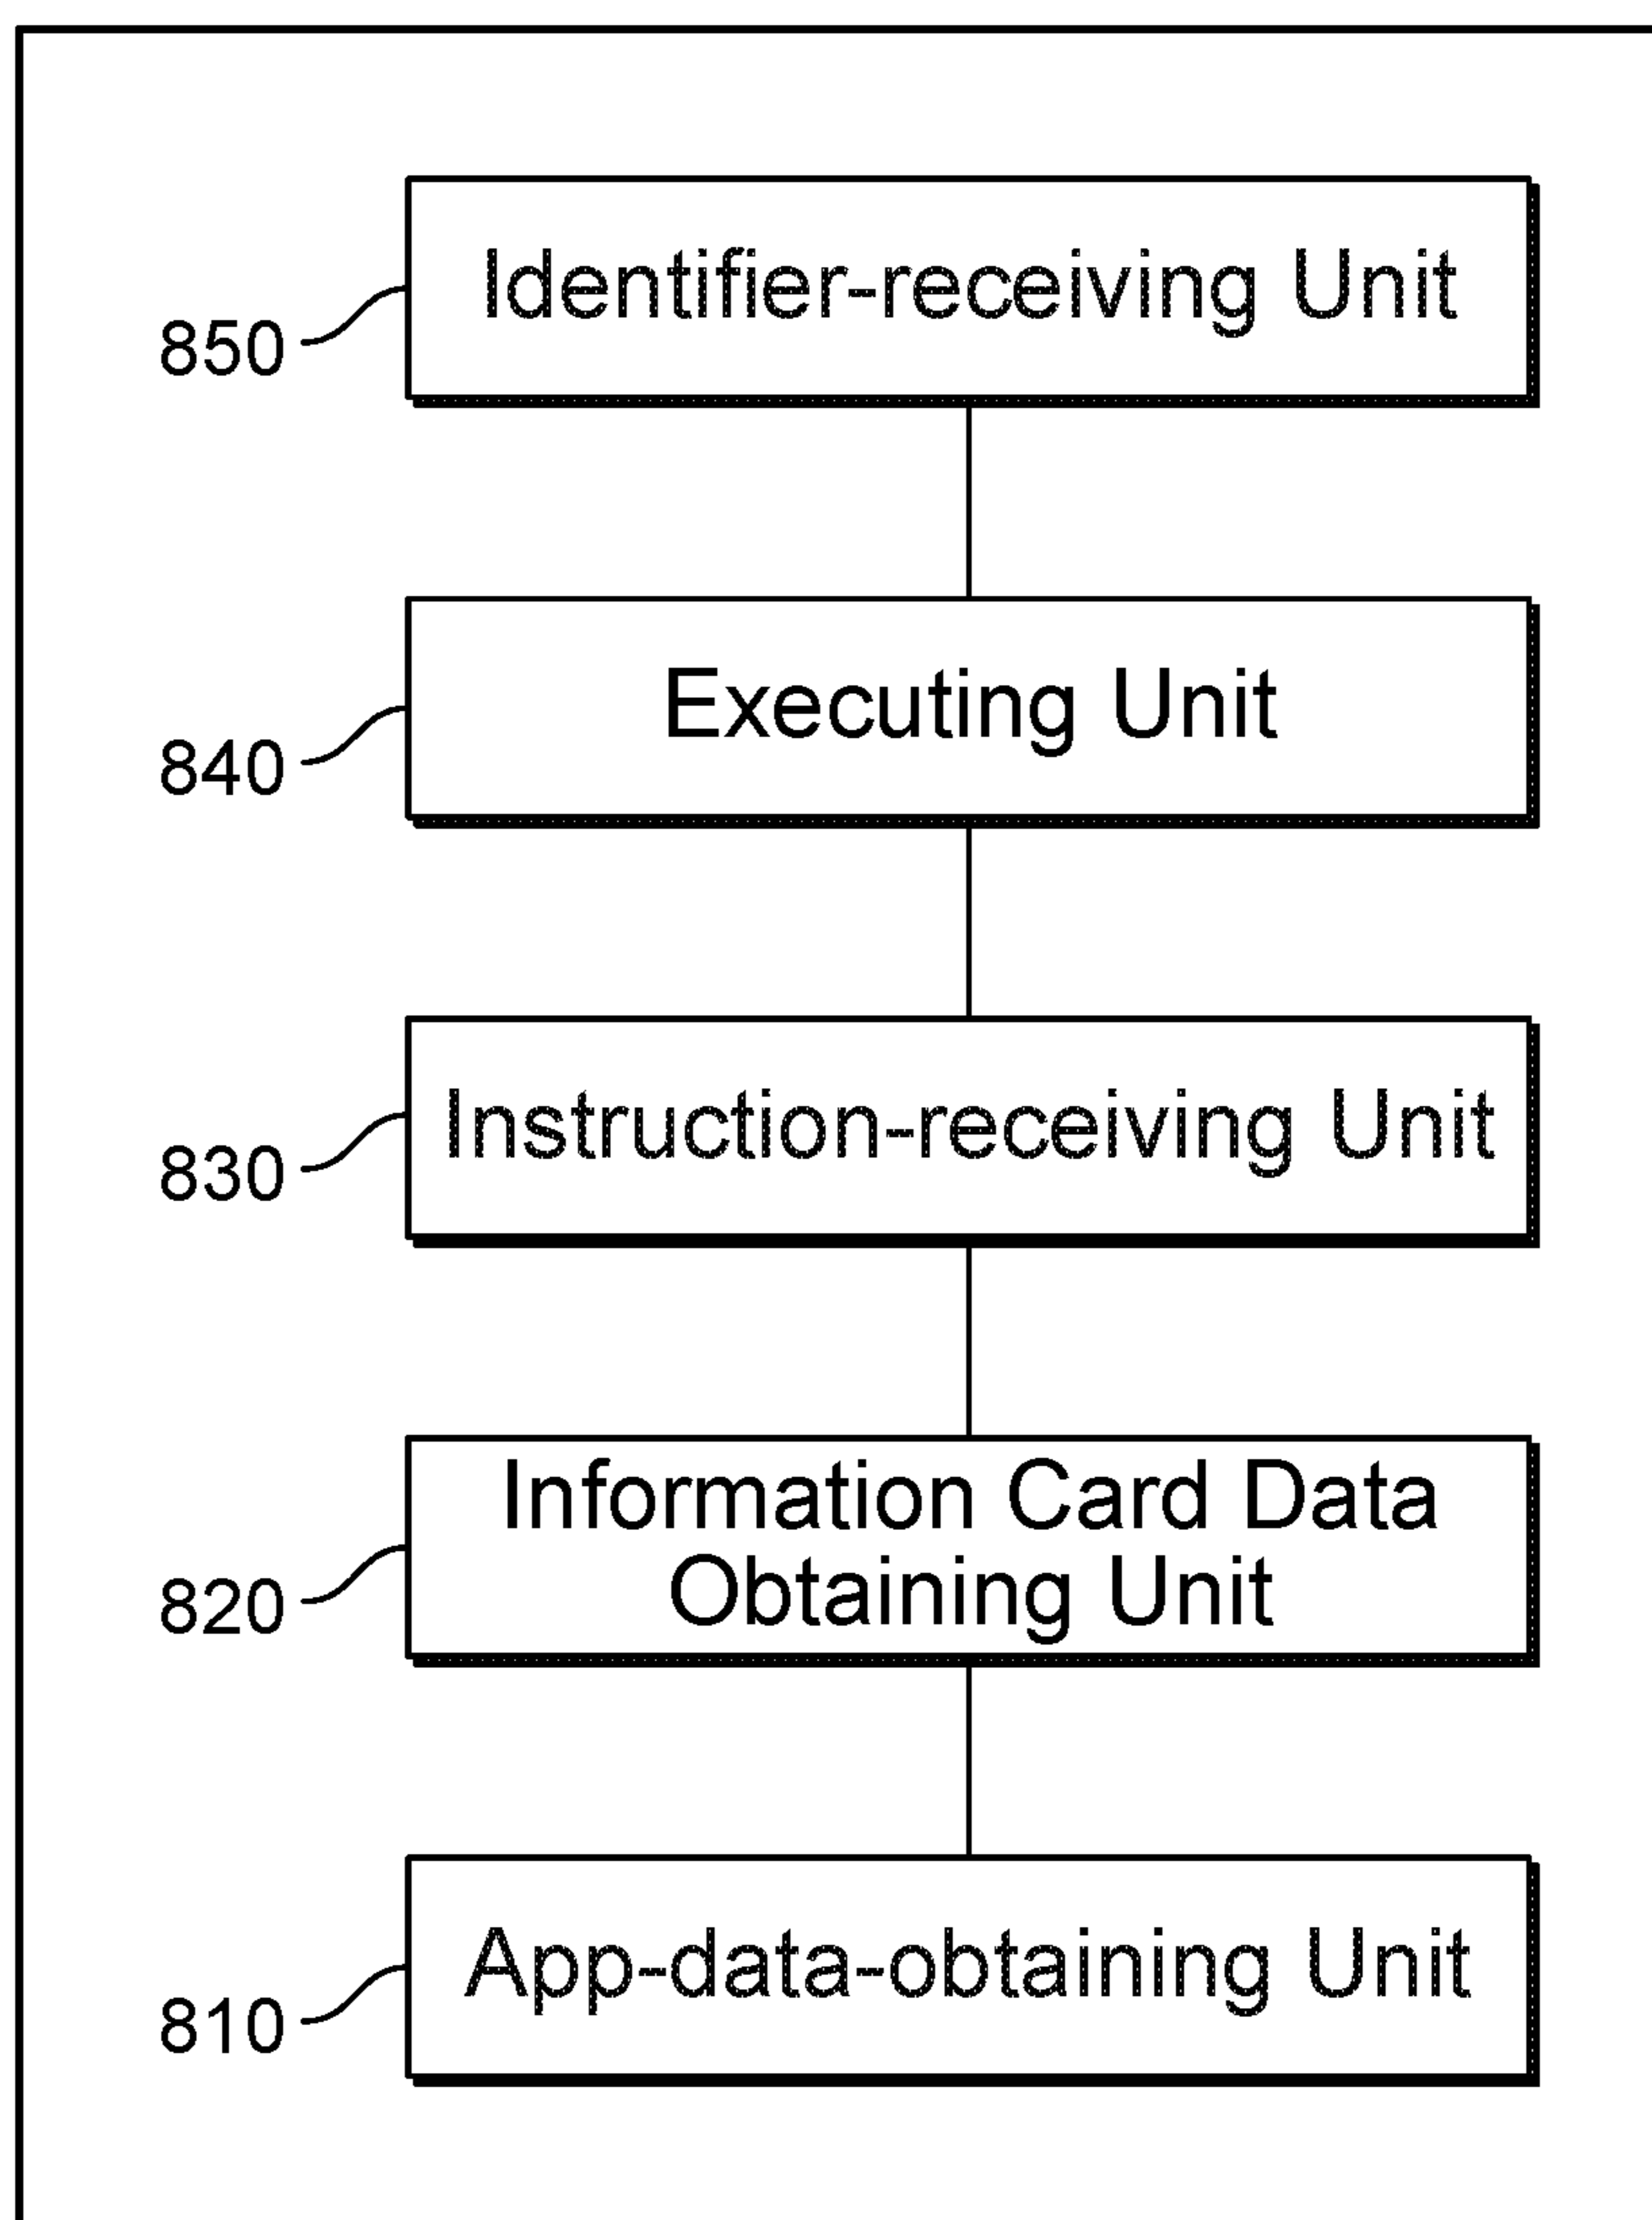 Identifier-receiving Unit
850
Executing Unit
840
Instruction-receiving Unit
830
Information Card Data
Obtaining Unit
820
App-data-obtaining Unit
810